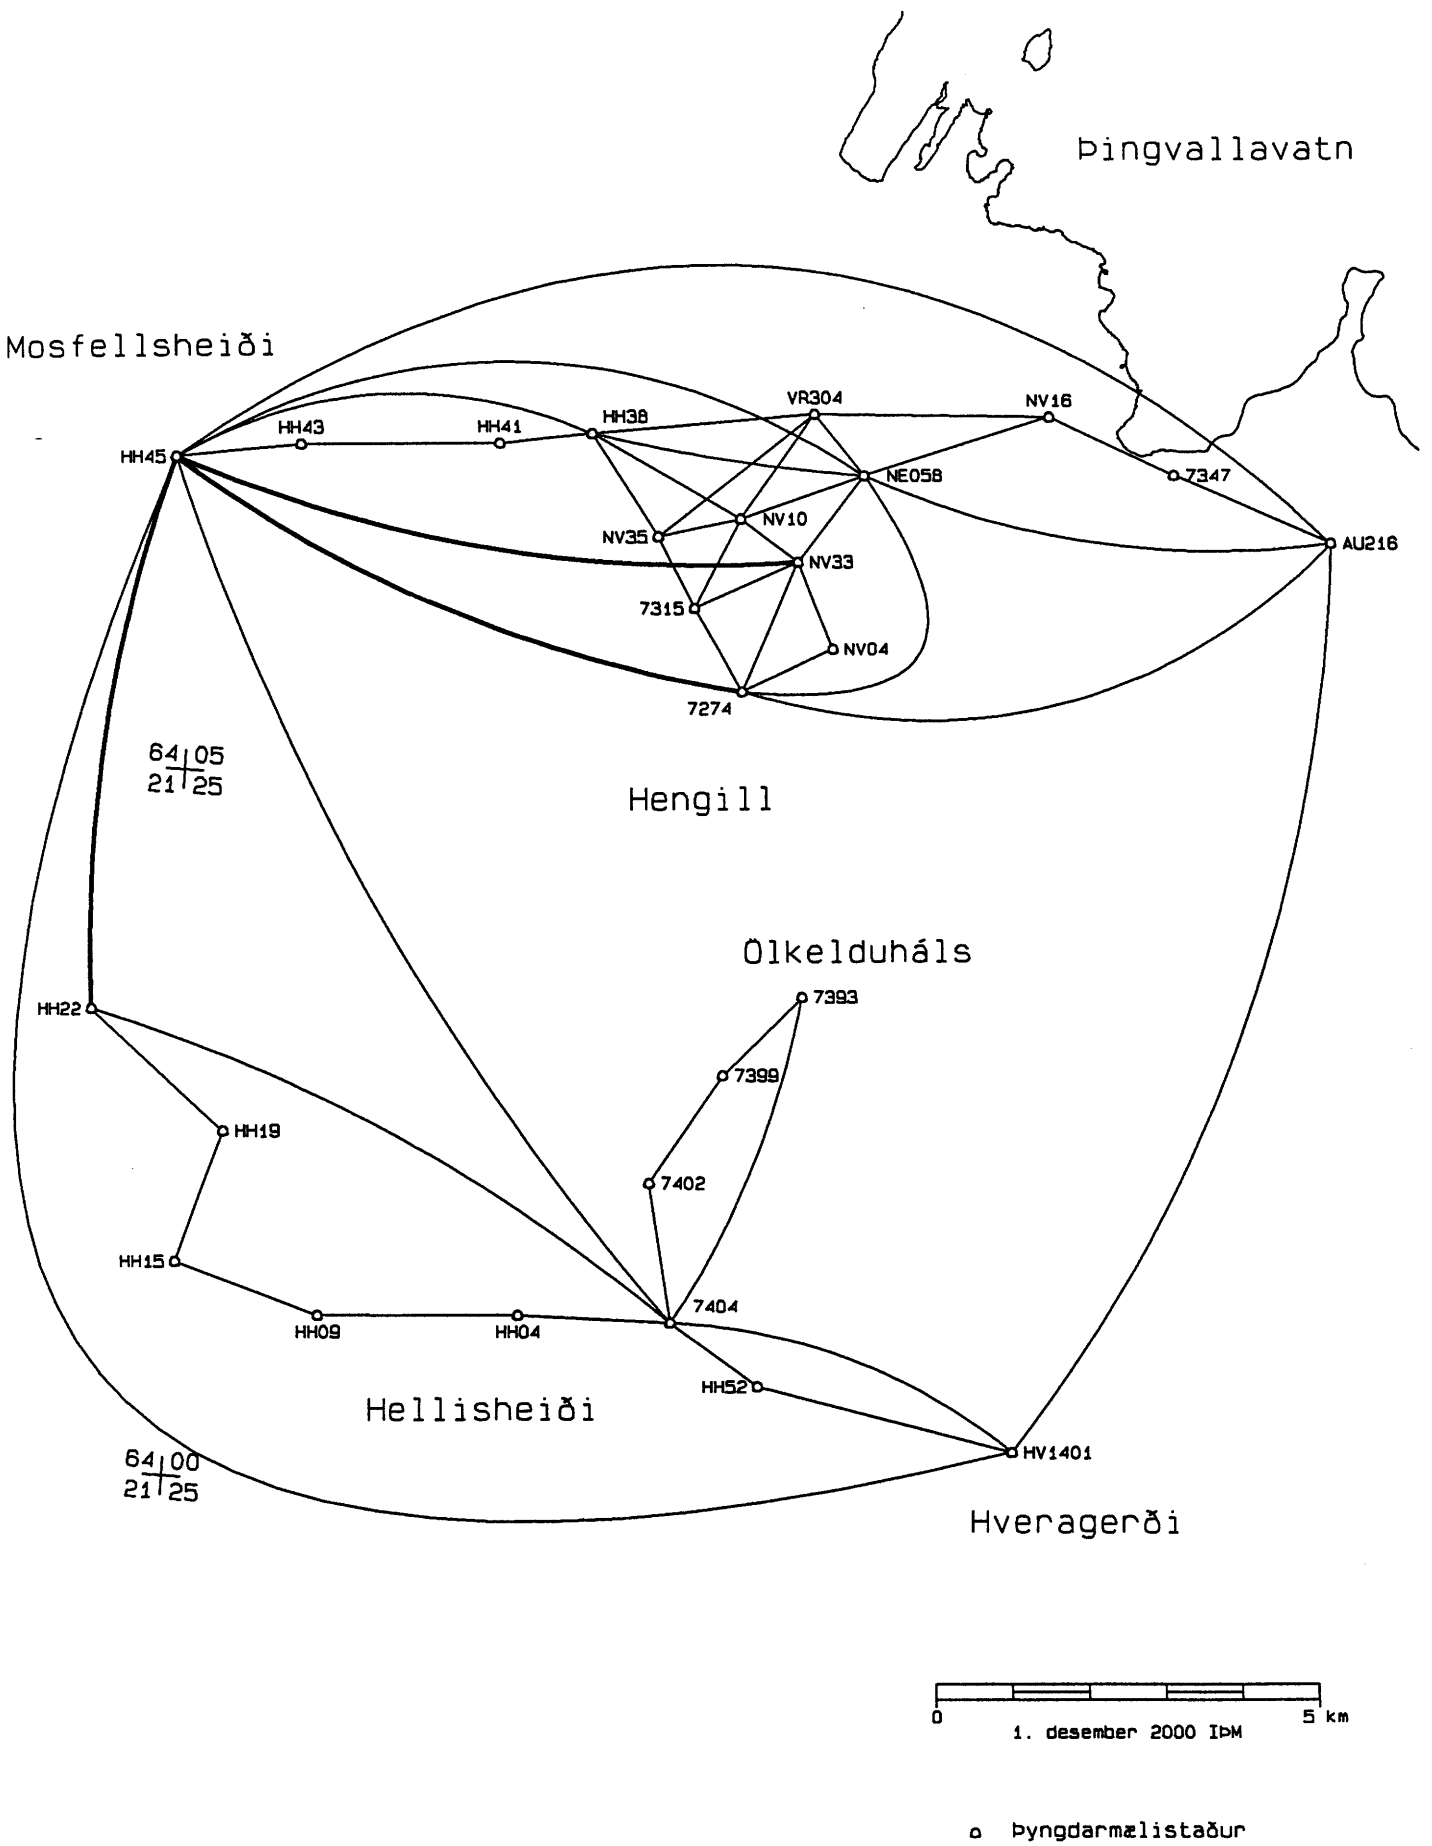 Þingvallavatn
Mosfellsheiði
VR304
NV16
HH38
HH43
HH41
HH45
NE058
7347
NV10
NV35
AU216
NV33
7315
NV04
7274
64 05
21 25
Hengill
Ölkelduháls
7393
HH22
7399
HH19
7402
HH15
7404
HH09
HH04
HH52
Hellisheiði
HV1401
64 00
21 25
Hveragerði
0
5 km
1. desember 2000 IÞM
Þyngdarmælistaður